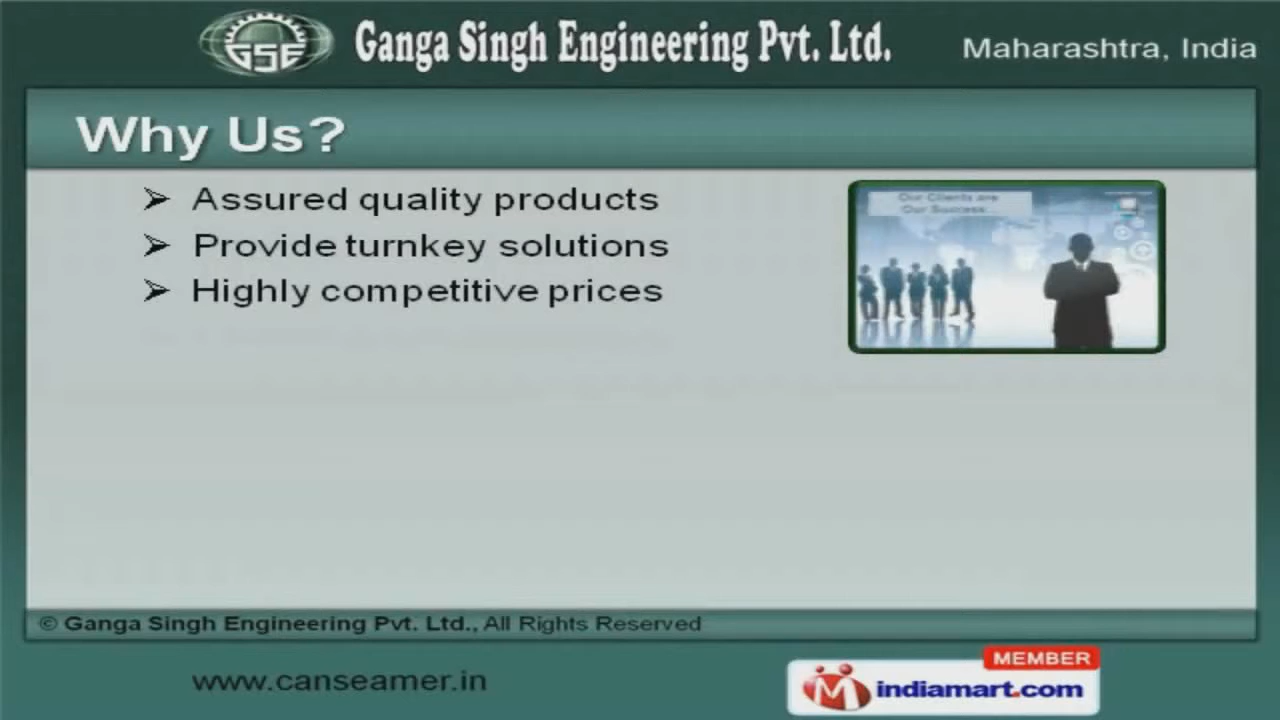 GSE
Ganga Singh Engineering Pvt. Ltd.
Maharashtra, India
Why Us?
➢ Assured quality products
➢ Provide turnkey solutions
➢ Highly competitive prices
Our Clients are
Our Success
© Ganga Singh Engineering Pvt. Ltd., All Rights Reserved
www.canseamer.in
MEMBER
indiamart.com